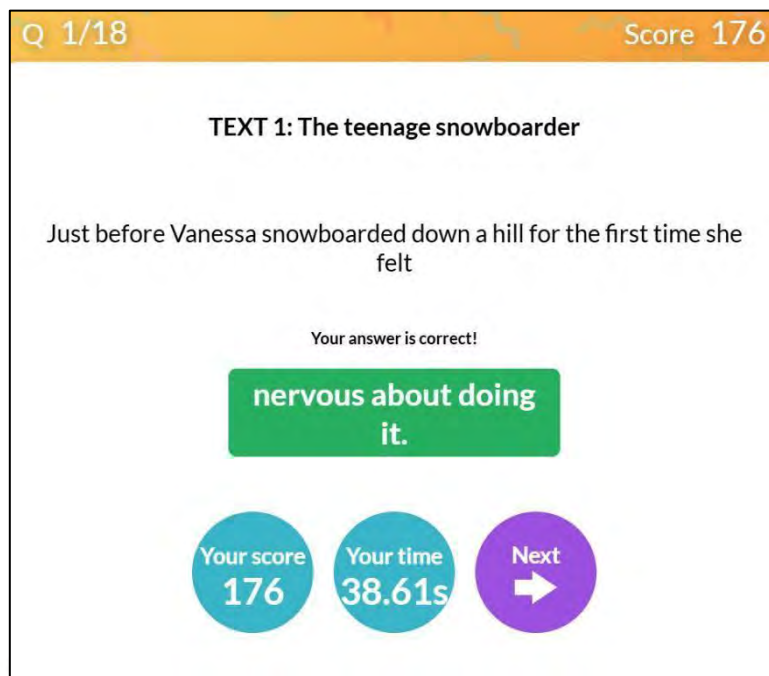 Q 1/18 Score 176
TEXT 1: The teenage snowboarder
Just before Vanessa snowboarded down a hill for the first time she
felt
Your answer is correct!
nervous about doing
it.
Your score
176
Your time
38.61s
Next